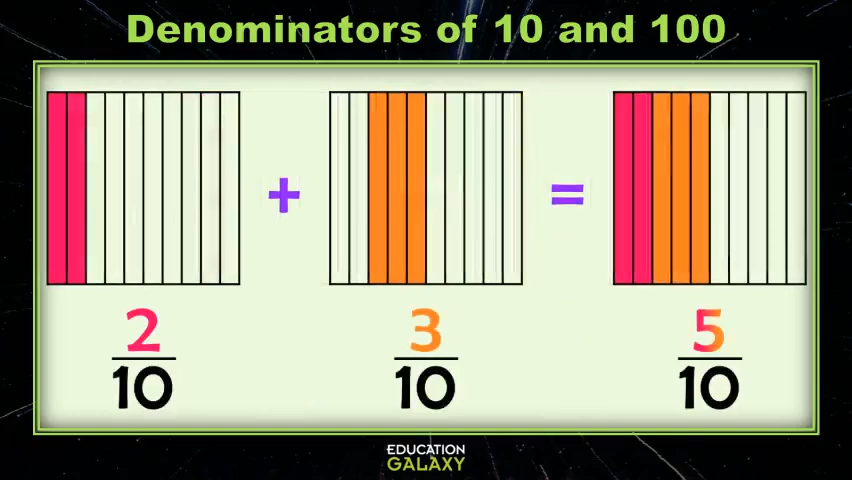 Denominators of 10 and 100
+ =
2 3 5
10 10 10
EDUCATION
GALAXY